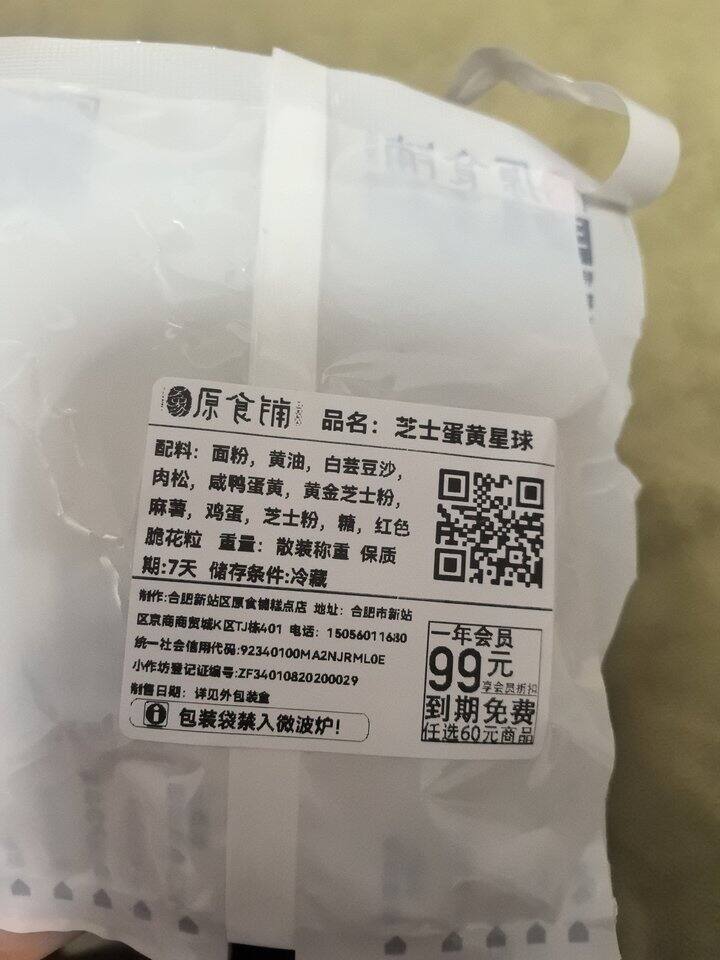 原食铺
品名：芝士蛋黄星球
配料：面粉，黄油，白芸豆沙，
肉松，咸鸭蛋黄，黄金芝士粉，
麻薯，鸡蛋，芝士粉，糖，红色
脆花粒 重量：散装称重 保质
期:7天 储存条件:冷藏
制作:合肥新站区原食铺糕点店 地址：合肥市新站
区京商商贸城K区TJ栋401 电话：15056011680
统一社会信用代码:92340100MA2NJRML0E
小作坊登记证编号:ZF34010820200029
制售日期：详见外包装盒
包装袋禁入微波炉!
一年会员
99元
享会员折扣
到期免费
任选60元商品